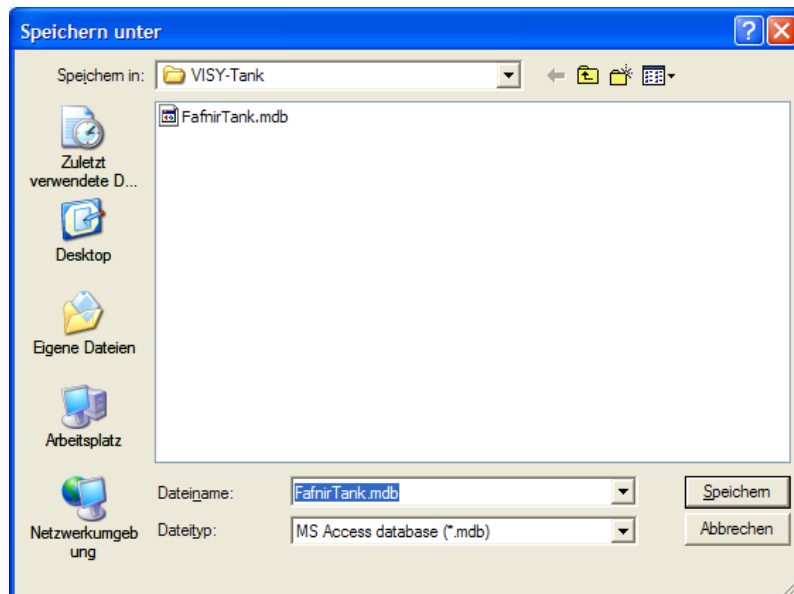 Speichern unter
Speichern in:
VISY-Tank
FafnirTank.mdb
Zuletzt
verwendete D...
Desktop
Eigene Dateien
Arbeitsplatz
Netzwerkumgeb
ung
Dateiname:
FafnirTank.mdb
Speichern
Dateityp:
MS Access database (*.mdb)
Abbrechen